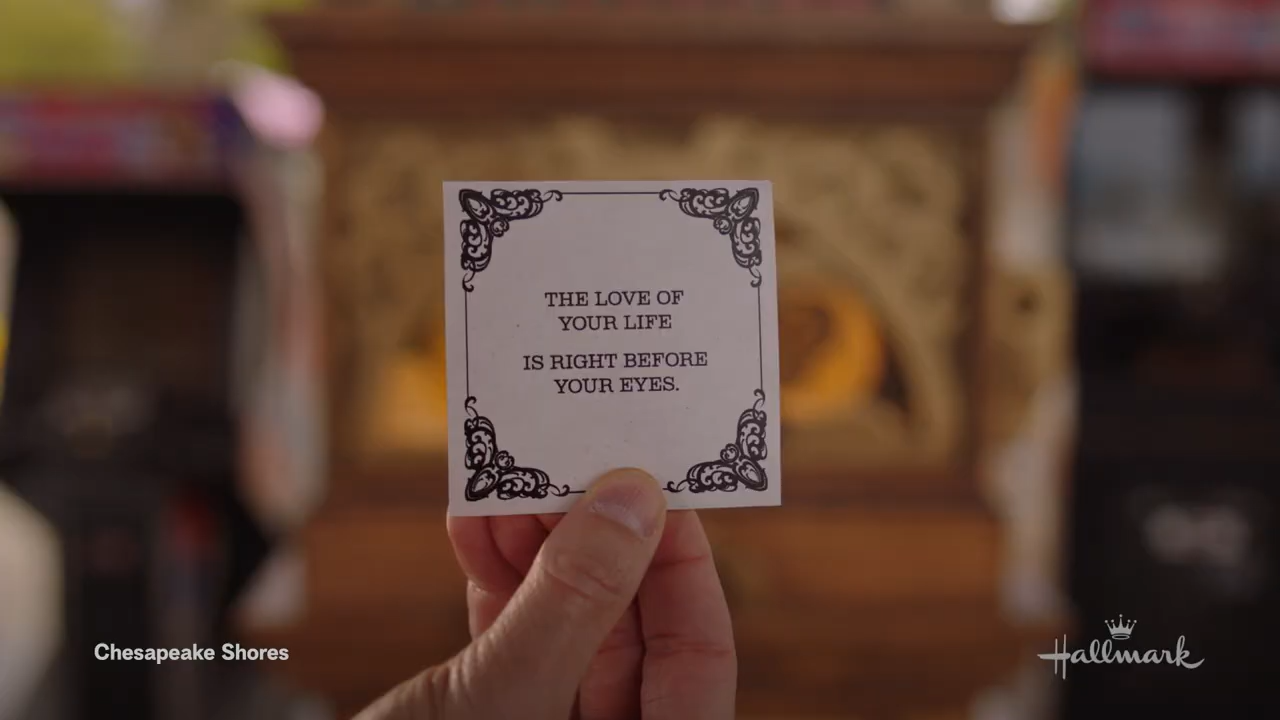 THE LOVE OF
YOUR LIFE
IS RIGHT BEFORE
YOUR EYES.
Chesapeake Shores
Hallmark